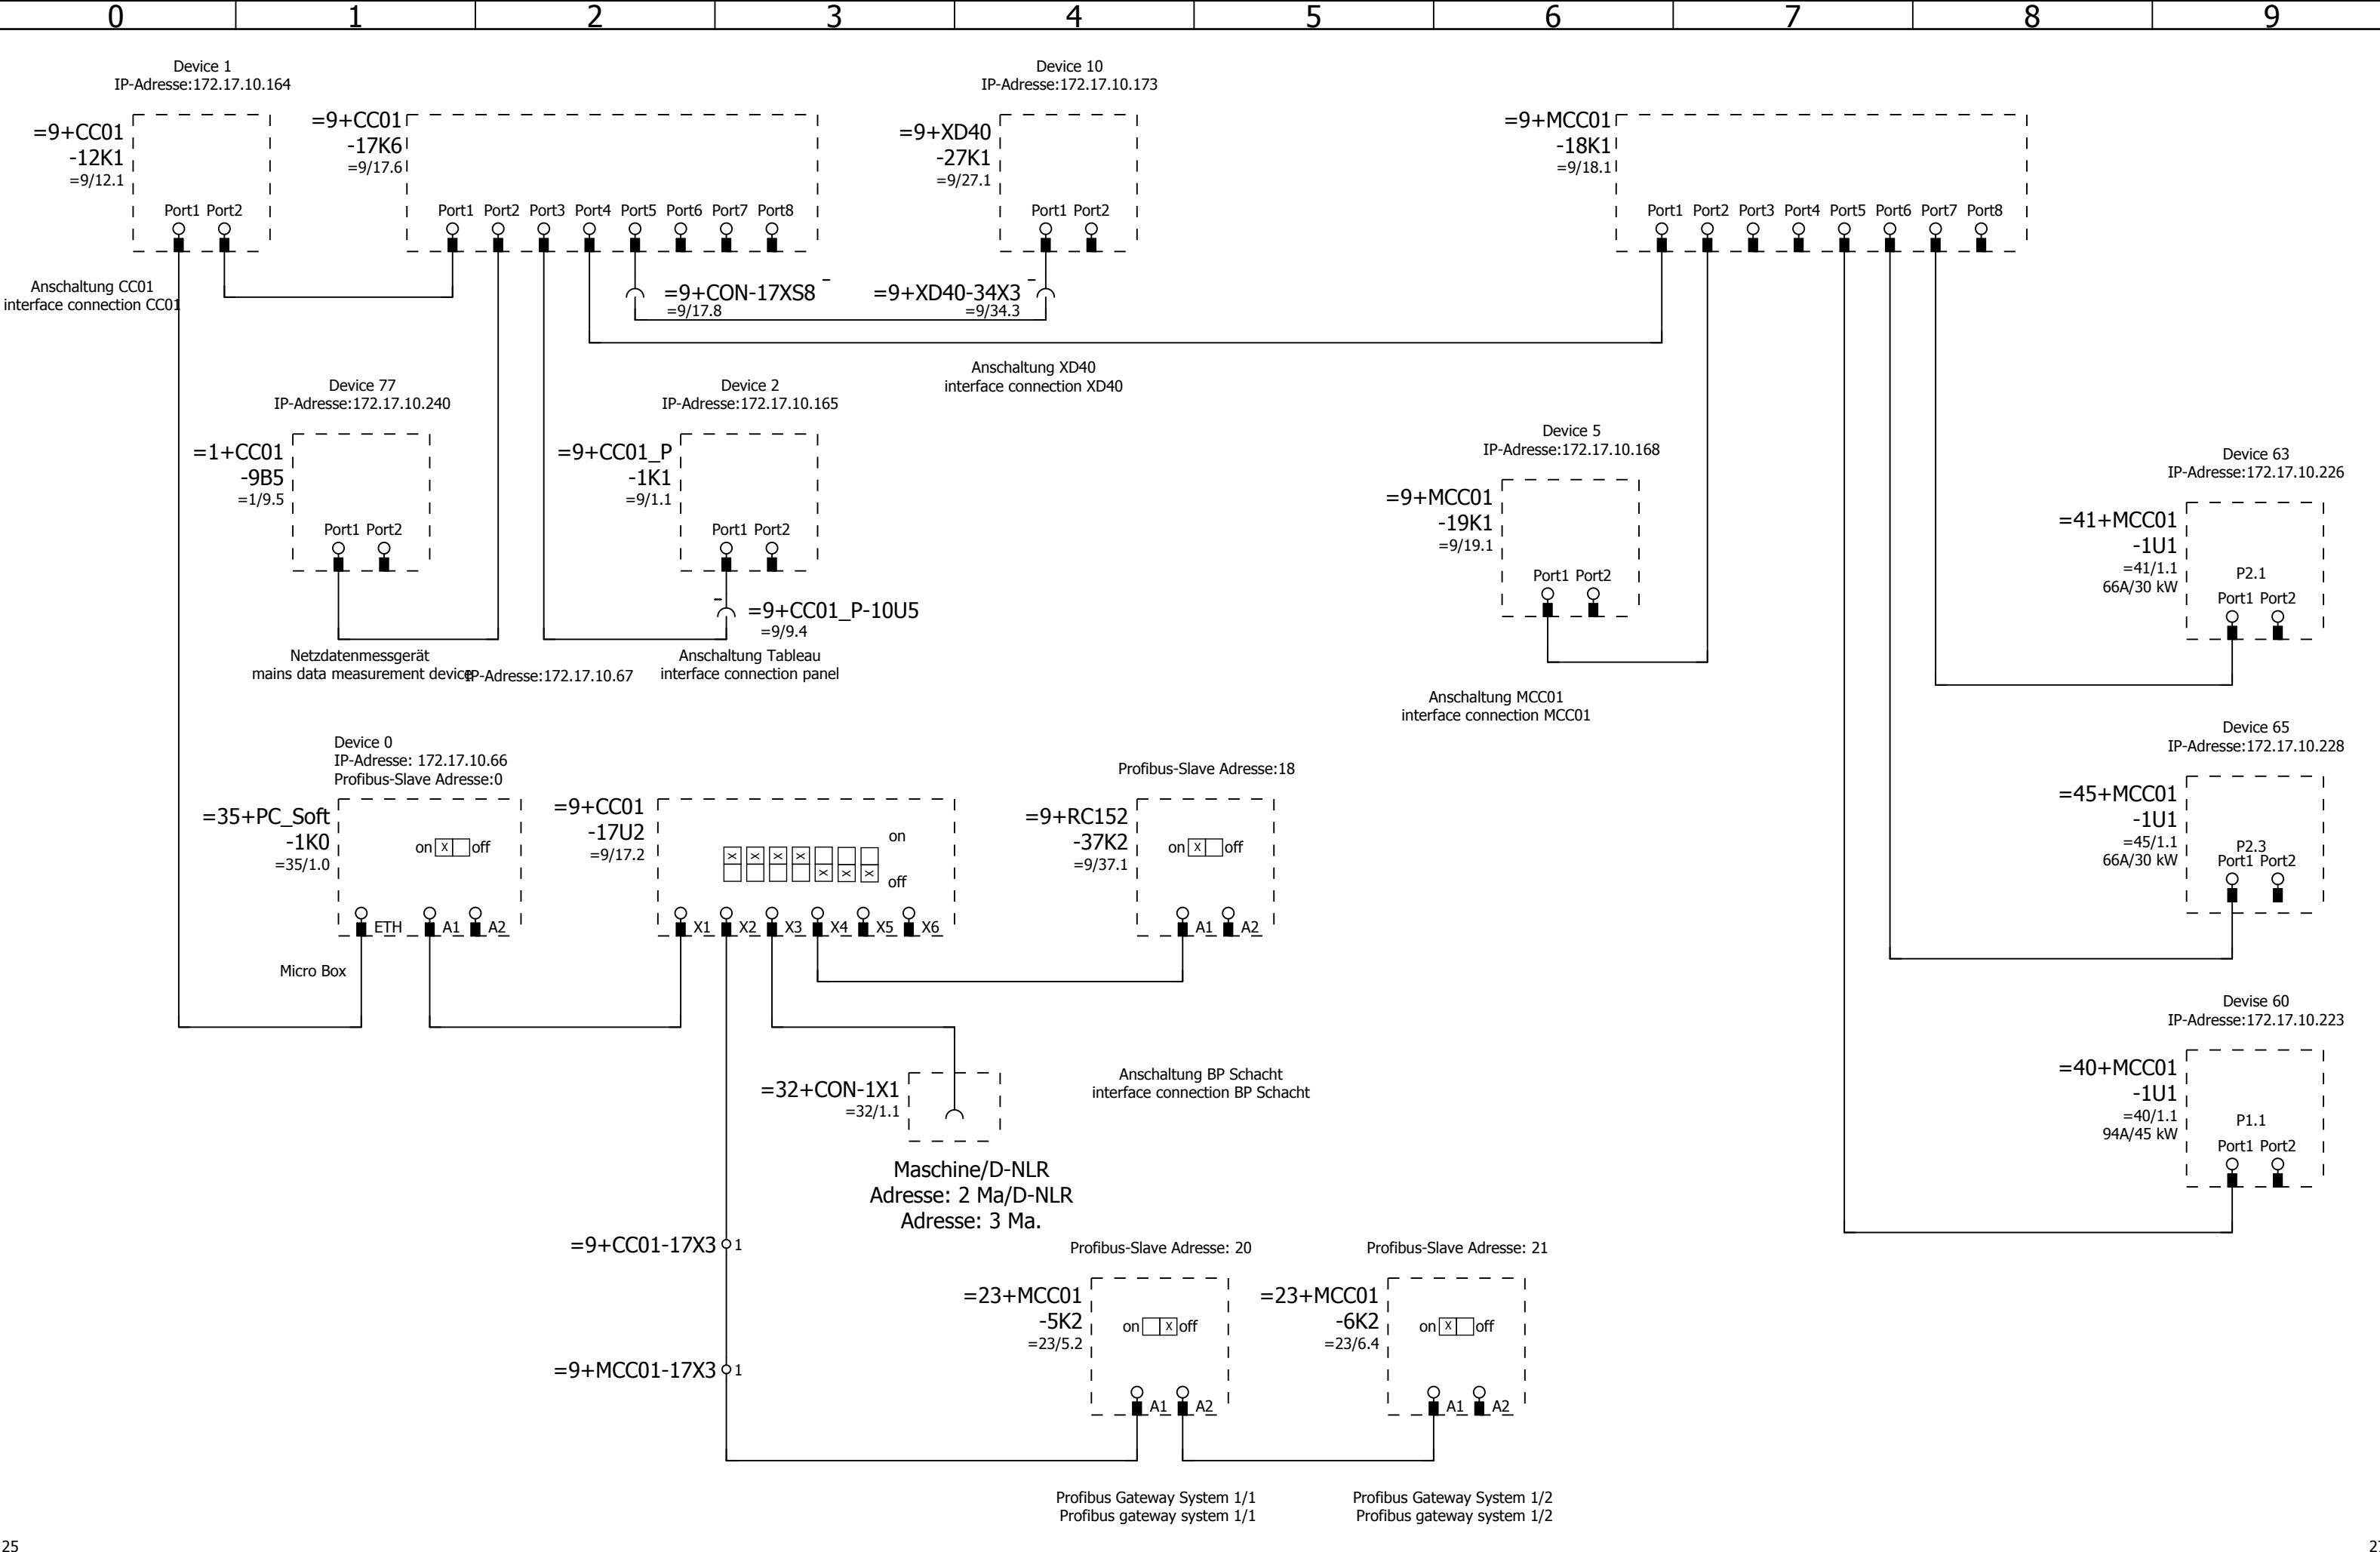 0 1 2 3 4 5 6 7 8 9
Device 1
IP-Adresse:172.17.10.164
=9+CC01
-12K1
=9/12.1
Port1 Port2
Anschaltung CC01
interface connection CC01
=9+CC01
-17K6
=9/17.6
Port1 Port2 Port3 Port4 Port5 Port6 Port7 Port8
=9+CON-17XS8 -
=9/17.8
Device 10
IP-Adresse:172.17.10.173
=9+XD40
-27K1
=9/27.1
Port1 Port2
=9+XD40-34X3 -
=9/34.3
Anschaltung XD40
interface connection XD40
=9+MCC01
-18K1
=9/18.1
Port1 Port2 Port3 Port4 Port5 Port6 Port7 Port8
Device 77
IP-Adresse:172.17.10.240
=1+CC01
-9B5
=1/9.5
Port1 Port2
Netzdatenmessgerät
mains data measurement device
IP-Adresse:172.17.10.67
Device 2
IP-Adresse:172.17.10.165
=9+CC01_P
-1K1
=9/1.1
Port1 Port2
-
=9+CC01_P-10U5
=9/9.4
Anschaltung Tableau
interface connection panel
Device 5
IP-Adresse:172.17.10.168
=9+MCC01
-19K1
=9/19.1
Port1 Port2
Anschaltung MCC01
interface connection MCC01
Device 63
IP-Adresse:172.17.10.226
=41+MCC01
-1U1
=41/1.1
66A/30 kW
P2.1
Port1 Port2
Device 65
IP-Adresse:172.17.10.228
=45+MCC01
-1U1
=45/1.1
66A/30 kW
P2.3
Port1 Port2
Devise 60
IP-Adresse:172.17.10.223
=40+MCC01
-1U1
=40/1.1
94A/45 kW
P1.1
Port1 Port2
Device 0
IP-Adresse: 172.17.10.66
Profibus-Slave Adresse:0
=35+PC_Soft
-1K0
=35/1.0
on X off
ETH A1 A2
Micro Box
=9+CC01
-17U2
=9/17.2
on
X X X X
X X X
off
X1 X2 X3 X4 X5 X6
Profibus-Slave Adresse:18
=9+RC152
-37K2
=9/37.1
on X off
A1 A2
Anschaltung BP Schacht
interface connection BP Schacht
=32+CON-1X1
=32/1.1
Maschine/D-NLR
Adresse: 2 Ma/D-NLR
Adresse: 3 Ma.
=9+CC01-17X3 1
=9+MCC01-17X3 1
Profibus-Slave Adresse: 20
=23+MCC01
-5K2
=23/5.2
on X off
A1 A2
Profibus Gateway System 1/1
Profibus gateway system 1/1
Profibus-Slave Adresse: 21
=23+MCC01
-6K2
=23/6.4
on X off
A1 A2
Profibus Gateway System 1/2
Profibus gateway system 1/2
25